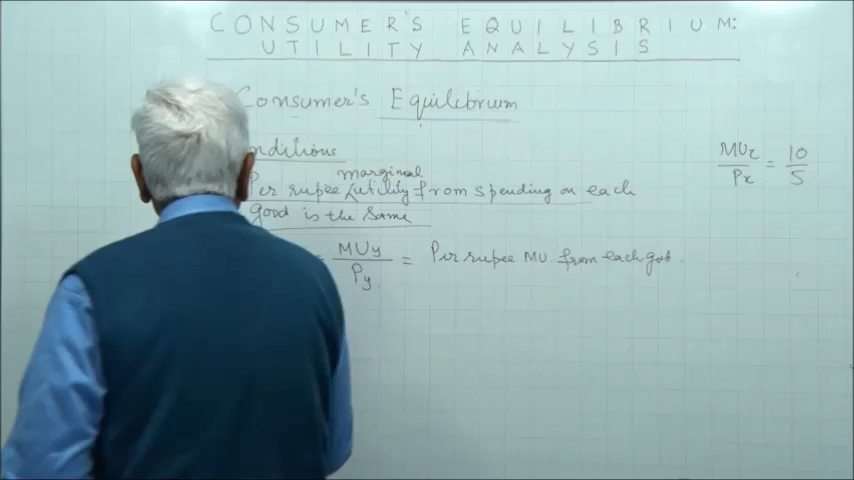 CONSUMER'S EQUILIBRIUM:
UTILITY ANALYSIS
Consumer's Equilibrium
nditions
marginal
Per rupee utility from spending on each
good is the same
= MUy / Py = Per rupee MU from each good.
MUx / Px = 10 / 5